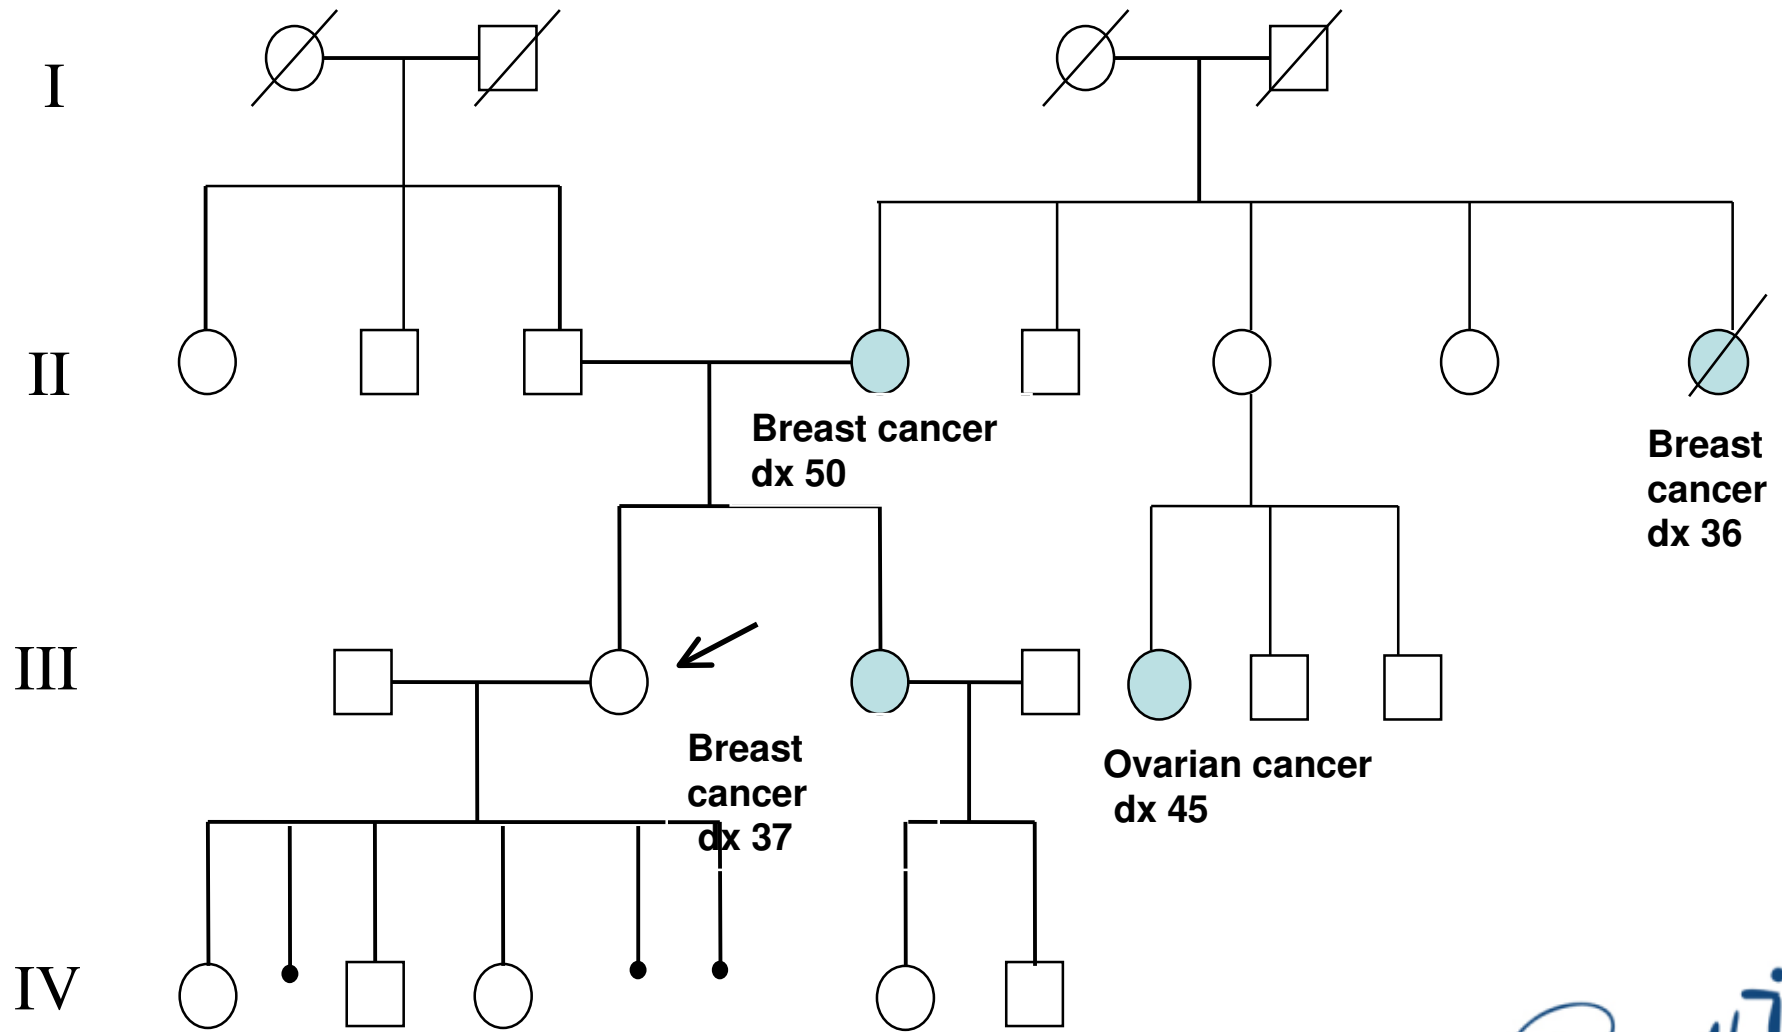 I
II
Breast cancer
dx 50
Breast
cancer
dx 36
III
Breast
cancer
dx 37
Ovarian cancer
dx 45
IV